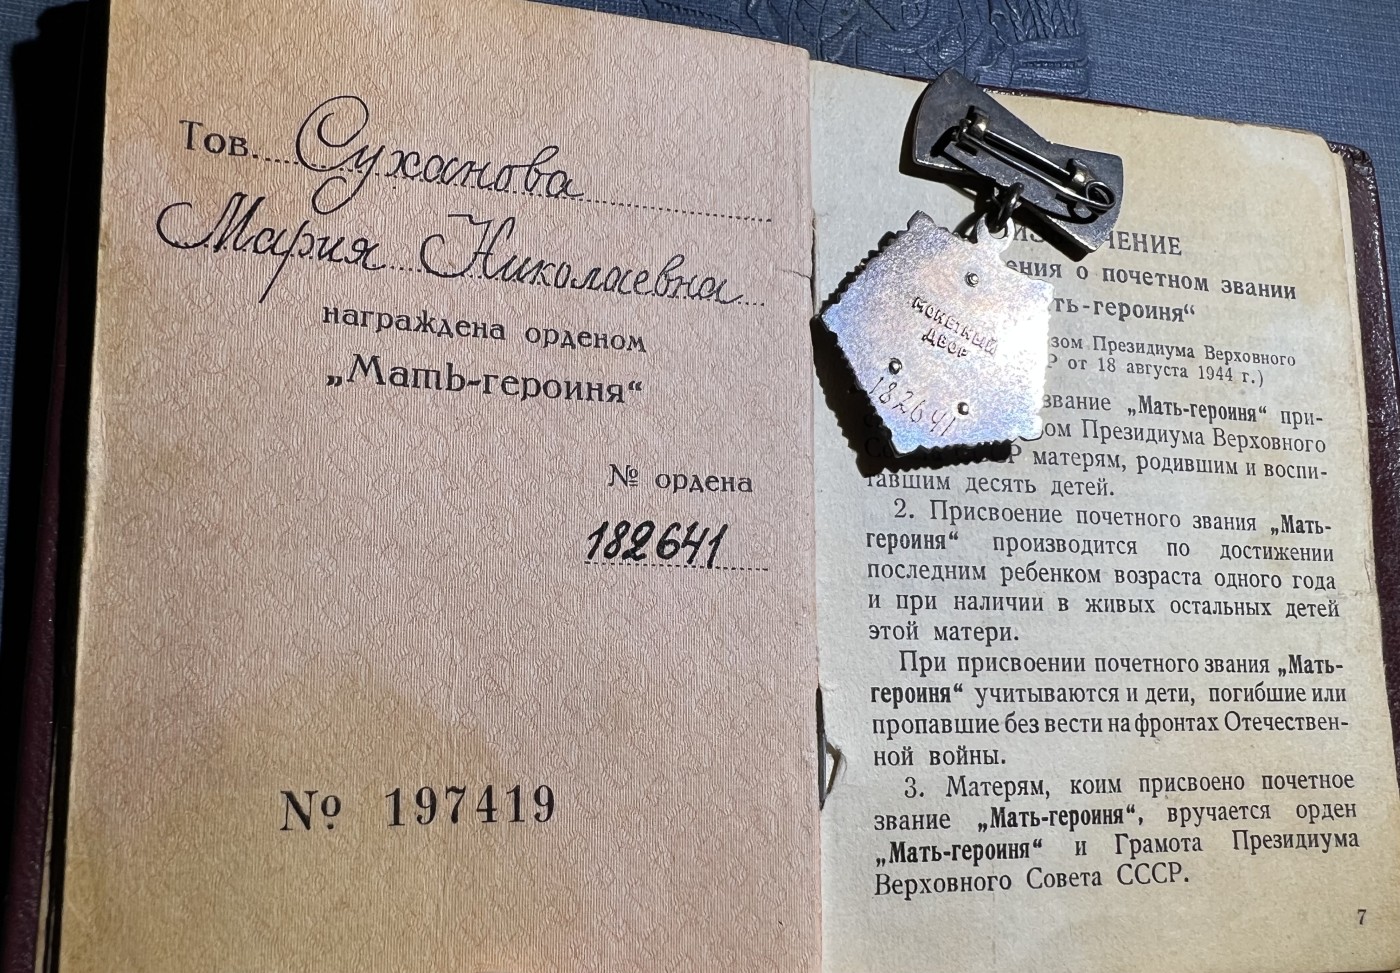 Тов. Суханова
Мария Николаевна
награждена орденом
„Мать-героиня“
№ ордена
182641
№ 197419
МОНЕТНЫЙ
ДВОР
182641
ЧЕНИЕ
ения о почетном звании
ть-героиня“
зом Президиума Верховного
Р от 18 августа 1944 г.)
звание „Мать-героиня“ при-
ом Президиума Верховного
Р матерям, родившим и воспи-
тавшим десять детей.
2. Присвоение почетного звания „Мать-
героиня“ производится по достижении
последним ребенком возраста одного года
и при наличии в живых остальных детей
этой матери.
При присвоении почетного звания „Мать-
героиня“ учитываются и дети, погибшие или
пропавшие без вести на фронтах Отечествен-
ной войны.
3. Матерям, коим присвоено почетное
звание „Мать-героиня“, вручается орден
„Мать-героиня“ и Грамота Президиума
Верховного Совета СССР.
7